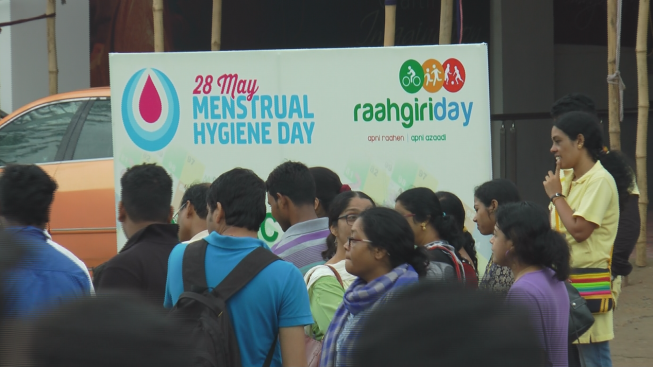 28 May
MENSTRUAL
HYGIENE DAY
raahgiriday
apni raahen | apni azaadi